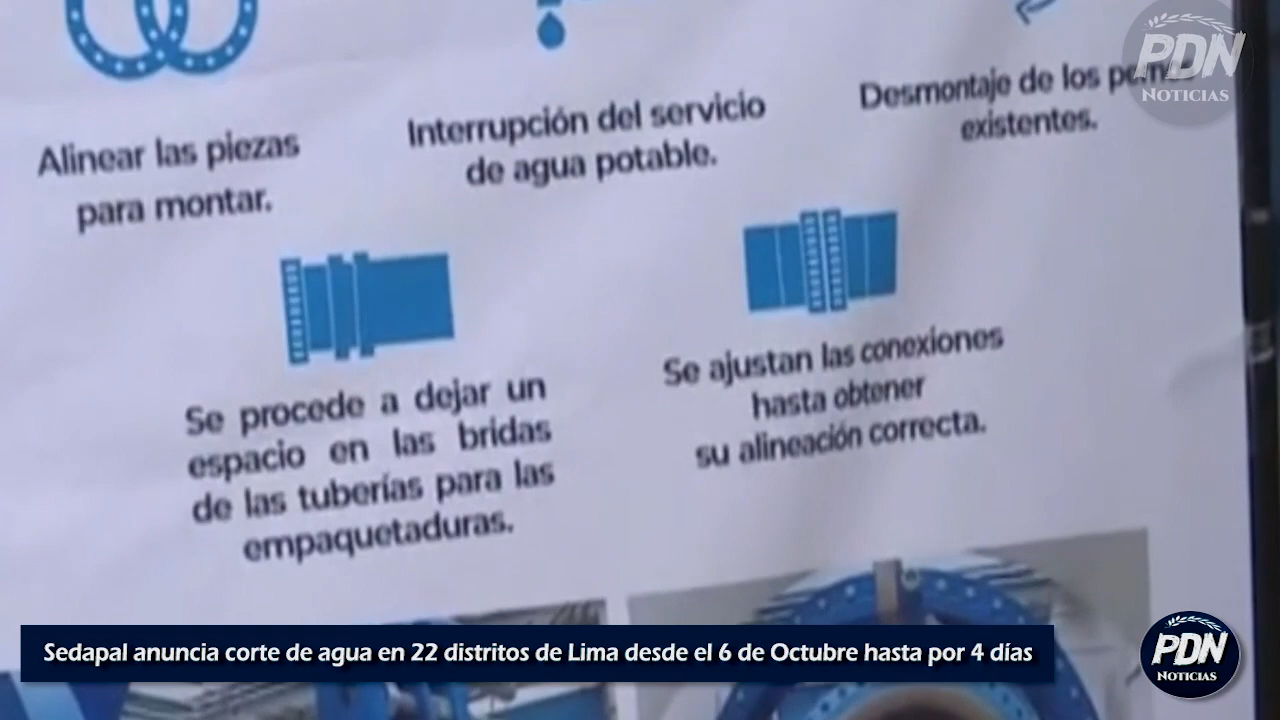 PDN
NOTICIAS
Alinear las piezas
para montar.
Interrupción del servicio
de agua potable.
Desmontaje de los pernos
existentes.
Se procede a dejar un
espacio en las bridas
de las tuberías para las
empaquetaduras.
Se ajustan las conexiones
hasta obtener
su alineación correcta.
Sedapal anuncia corte de agua en 22 distritos de Lima desde el 6 de Octubre hasta por 4 días
PDN
NOTICIAS